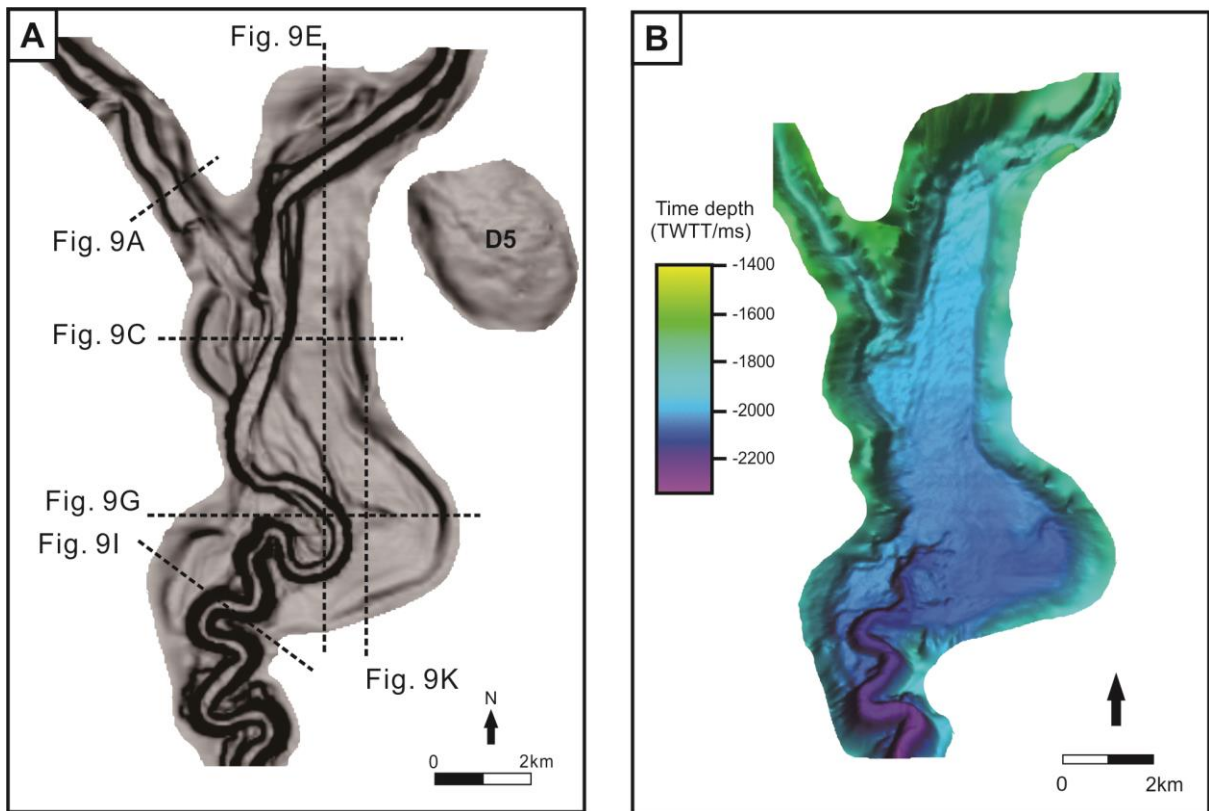 A
Fig. 9E
Fig. 9A
D5
Fig. 9C
Fig. 9G
Fig. 9I
Fig. 9K
N
0 2km
B
Time depth
(TWTT/ms)
-1400
-1600
-1800
-2000
-2200
0 2km